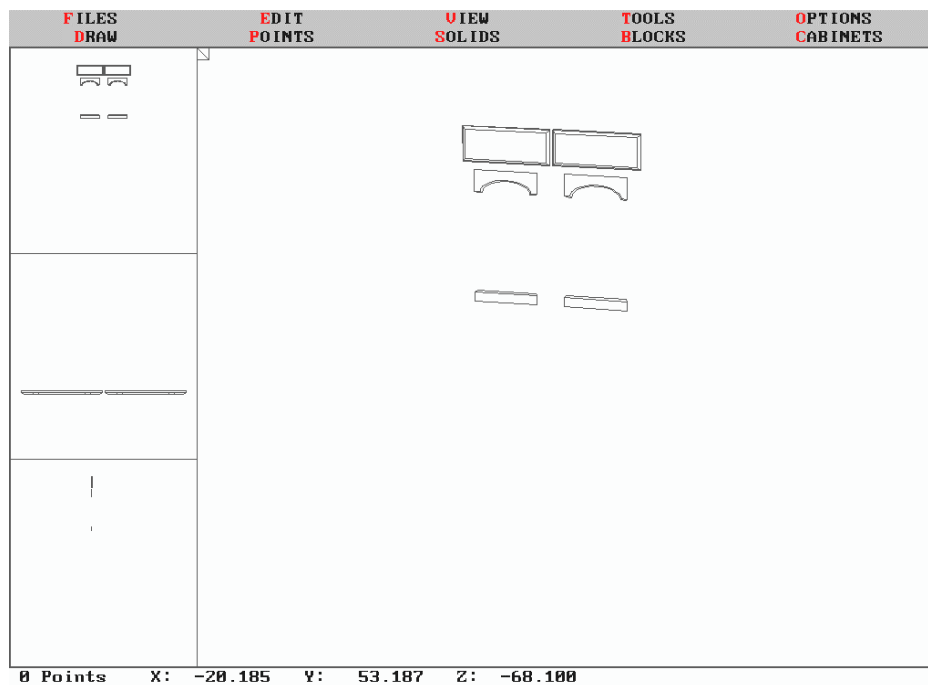 FILES EDIT VIEW TOOLS OPTIONS
DRAW POINTS SOLIDS BLOCKS CABINETS
0 Points X: -20.185 Y: 53.187 Z: -68.100